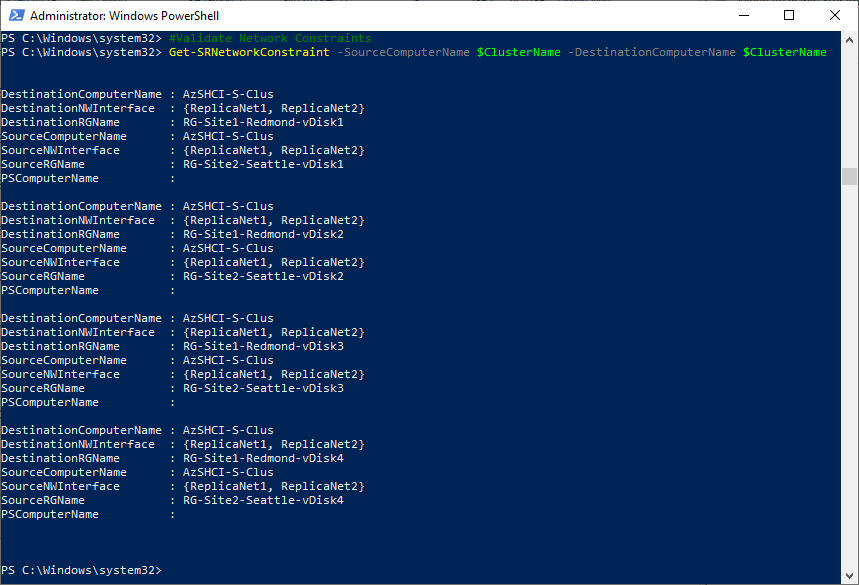 Administrator: Windows PowerShell
PS C:\Windows\system32> #Validate Network Constraints
PS C:\Windows\system32> Get-SRNetworkConstraint -SourceComputerName $ClusterName -DestinationComputerName $ClusterName
DestinationComputerName : AzSHCI-S-Clus
DestinationNWInterface  : {ReplicaNet1, ReplicaNet2}
DestinationRGName       : RG-Site1-Redmond-vDisk1
SourceComputerName      : AzSHCI-S-Clus
SourceNWInterface       : {ReplicaNet1, ReplicaNet2}
SourceRGName            : RG-Site2-Seattle-vDisk1
PSComputerName          :
DestinationComputerName : AzSHCI-S-Clus
DestinationNWInterface  : {ReplicaNet1, ReplicaNet2}
DestinationRGName       : RG-Site1-Redmond-vDisk2
SourceComputerName      : AzSHCI-S-Clus
SourceNWInterface       : {ReplicaNet1, ReplicaNet2}
SourceRGName            : RG-Site2-Seattle-vDisk2
PSComputerName          :
DestinationComputerName : AzSHCI-S-Clus
DestinationNWInterface  : {ReplicaNet1, ReplicaNet2}
DestinationRGName       : RG-Site1-Redmond-vDisk3
SourceComputerName      : AzSHCI-S-Clus
SourceNWInterface       : {ReplicaNet1, ReplicaNet2}
SourceRGName            : RG-Site2-Seattle-vDisk3
PSComputerName          :
DestinationComputerName : AzSHCI-S-Clus
DestinationNWInterface  : {ReplicaNet1, ReplicaNet2}
DestinationRGName       : RG-Site1-Redmond-vDisk4
SourceComputerName      : AzSHCI-S-Clus
SourceNWInterface       : {ReplicaNet1, ReplicaNet2}
SourceRGName            : RG-Site2-Seattle-vDisk4
PSComputerName          :
PS C:\Windows\system32>